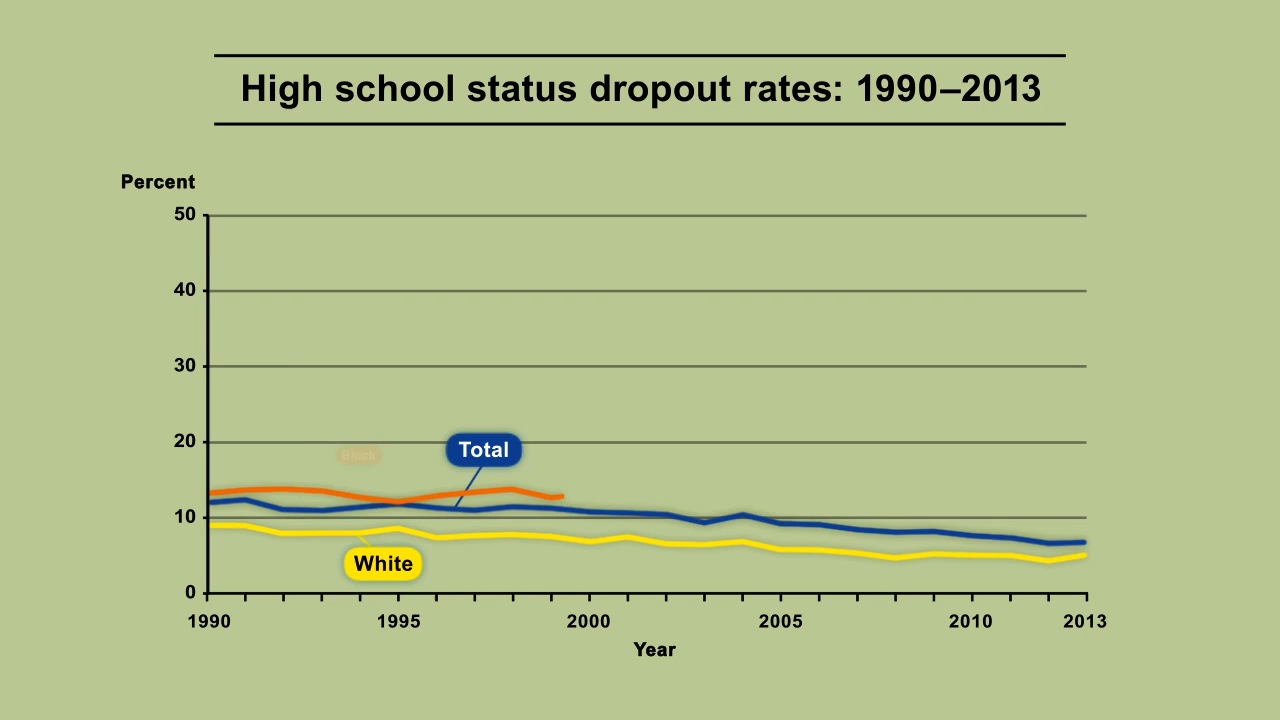 High school status dropout rates: 1990–2013
Percent
50
40
30
20
10
0
Black
Total
White
1990 1995 2000 2005 2010 2013
Year